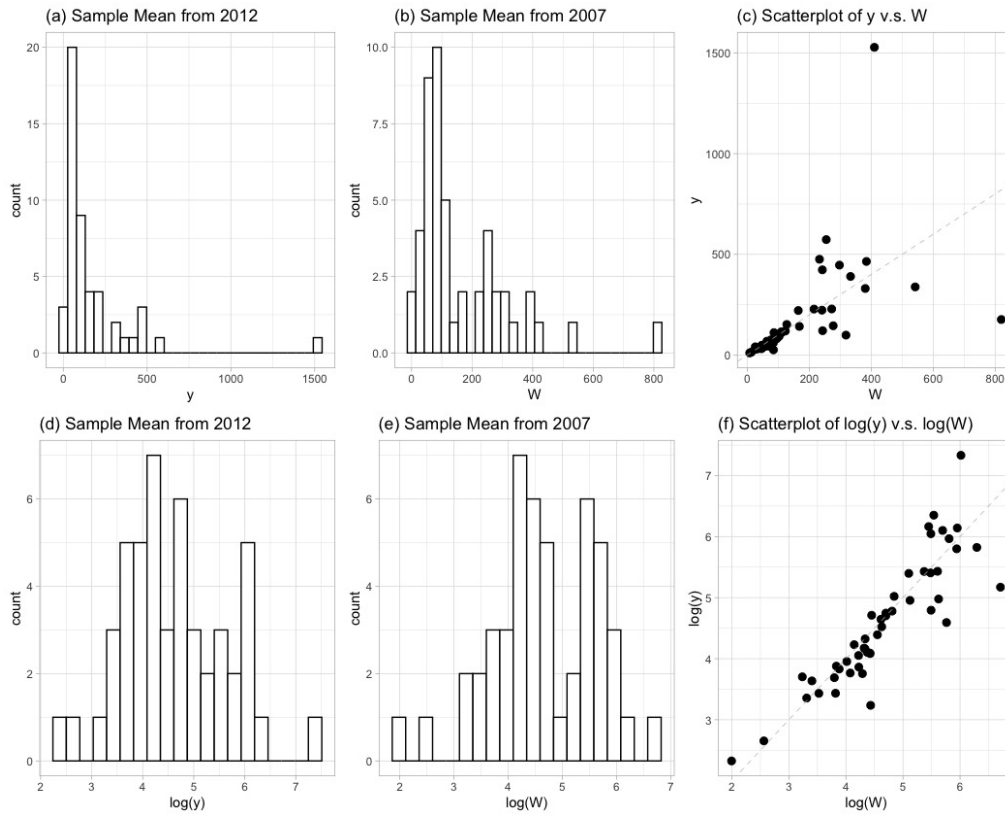 (a) Sample Mean from 2012
20
15
10
5
0
count
0 500 1000 1500
y
(b) Sample Mean from 2007
10.0
7.5
5.0
2.5
0.0
count
0 200 400 600 800
W
(c) Scatterplot of y v.s. W
1500
1000
500
0
y
0 200 400 600 800
W
(d) Sample Mean from 2012
6
4
2
0
count
2 3 4 5 6 7
log(y)
(e) Sample Mean from 2007
6
4
2
0
count
2 3 4 5 6 7
log(W)
(f) Scatterplot of log(y) v.s. log(W)
7
6
5
4
3
log(y)
2 3 4 5 6
log(W)